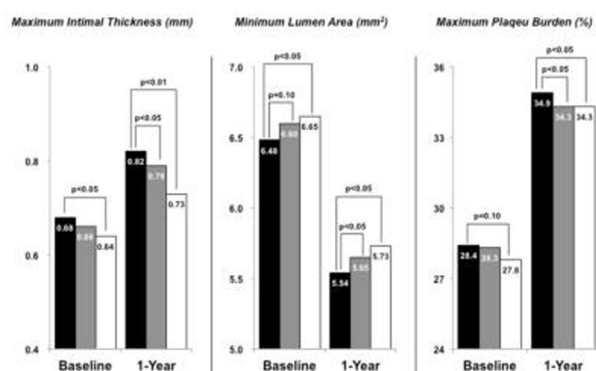 Maximum Intimal Thickness (mm)
1.0
0.8
0.6
0.4
p<0.05
0.68
0.66
0.64
p<0.01
p<0.05
0.82
0.79
0.73
Baseline
1-Year
Minimum Lumen Area (mm²)
7.0
6.5
6.0
5.5
5.0
p<0.05
p=0.10
6.48
6.60
6.65
p<0.05
p<0.05
5.54
5.65
5.73
Baseline
1-Year
Maximum Plaqeu Burden (%)
36
33
30
27
24
p<0.10
28.4
28.3
27.8
p<0.05
p<0.05
34.9
34.3
34.3
Baseline
1-Year